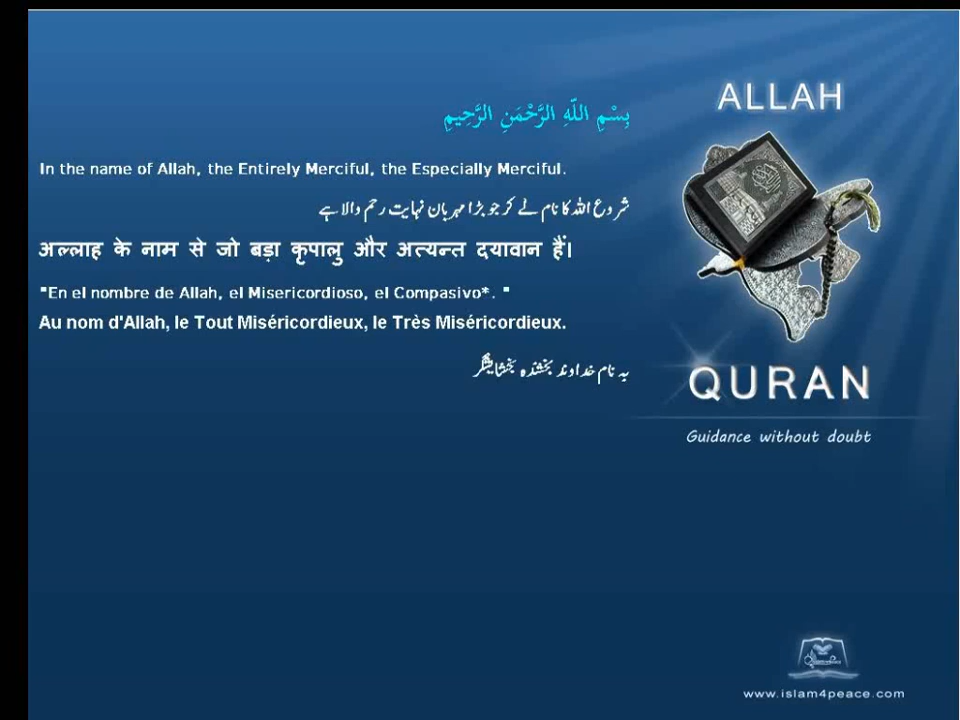 بِسْمِ اللَّهِ الرَّحْمَنِ الرَّحِيمِ
In the name of Allah, the Entirely Merciful, the Especially Merciful.
شروع اللہ کا نام لے کر جو بڑا مہربان نہایت رحم والا ہے
अल्लाह के नाम से जो बड़ा कृपालु और अत्यन्त दयावान हैं।
"En el nombre de Allah, el Misericordioso, el Compasivo*. "
Au nom d'Allah, le Tout Miséricordieux, le Très Miséricordieux.
به نام خداوند بخشنده بخشایشگر
ALLAH
QURAN
Guidance without doubt
www.islam4peace.com